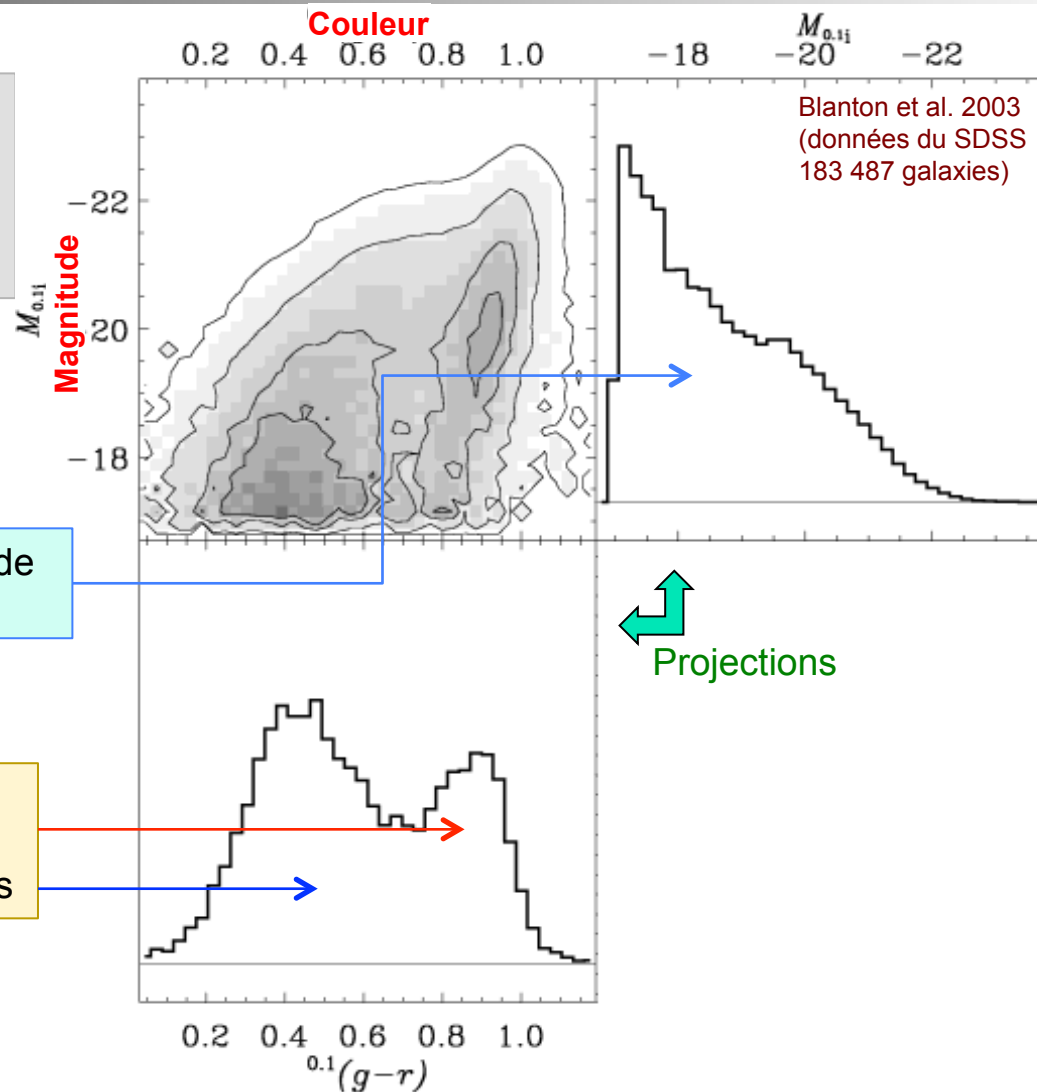 Couleur
0.2 0.4 0.6 0.8 1.0
M0.1i
−18 −20 −22
Blanton et al. 2003
(données du SDSS
183 487 galaxies)
−22
−20
−18
M0.1i
Magnitude
de
Projections
s
0.2 0.4 0.6 0.8 1.0
0.1(g−r)